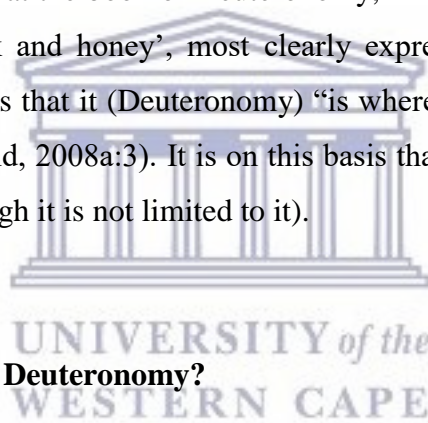 and honey’, most clearly expre
s that it (Deuteronomy) “is where
d, 2008a:3). It is on this basis tha
gh it is not limited to it).
UNIVERSITY of the
Deuteronomy?
WESTERN CAPE